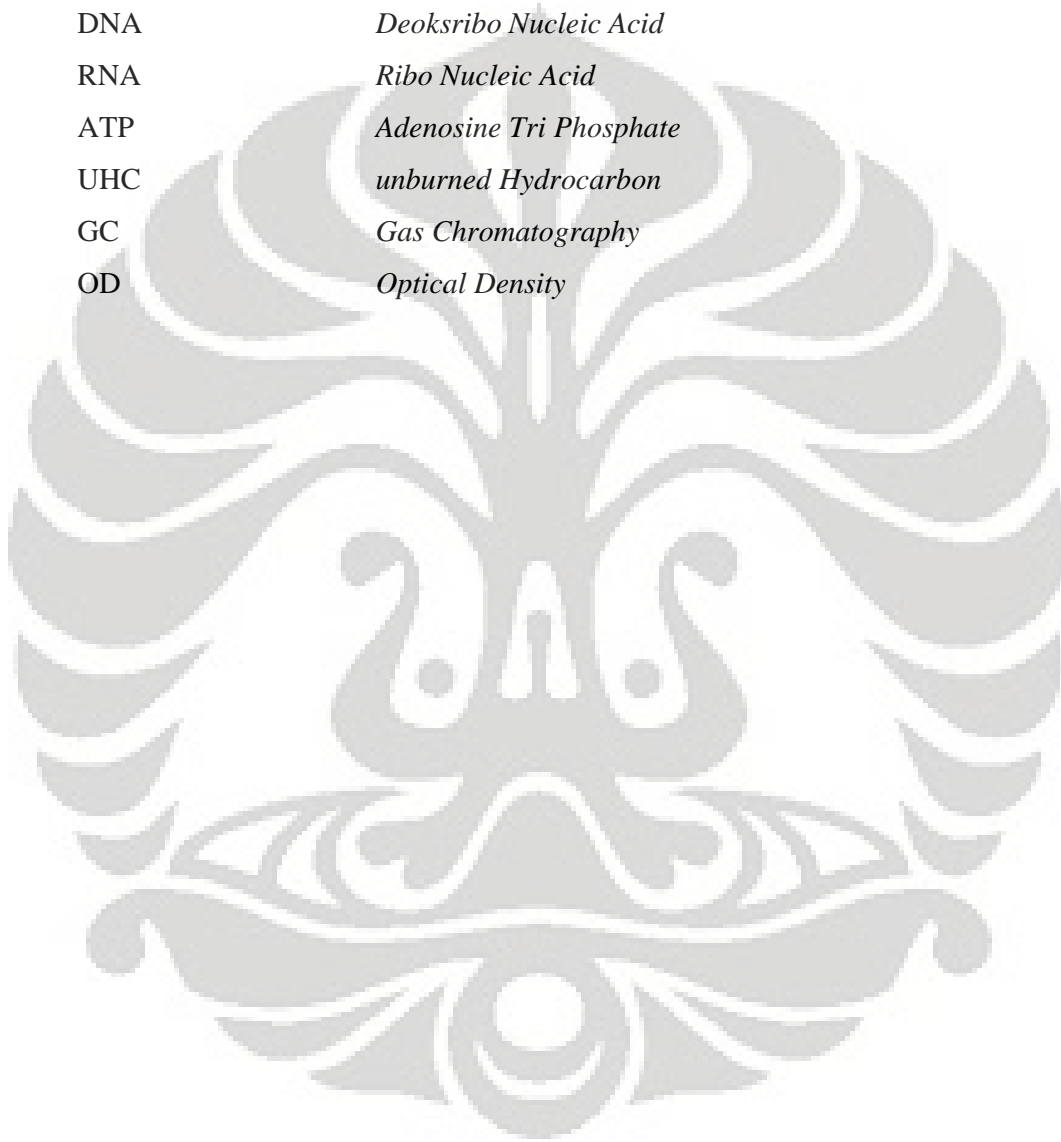 DNA Deoksribo Nucleic Acid
RNA Ribo Nucleic Acid
ATP Adenosine Tri Phosphate
UHC unburned Hydrocarbon
GC Gas Chromatography
OD Optical Density